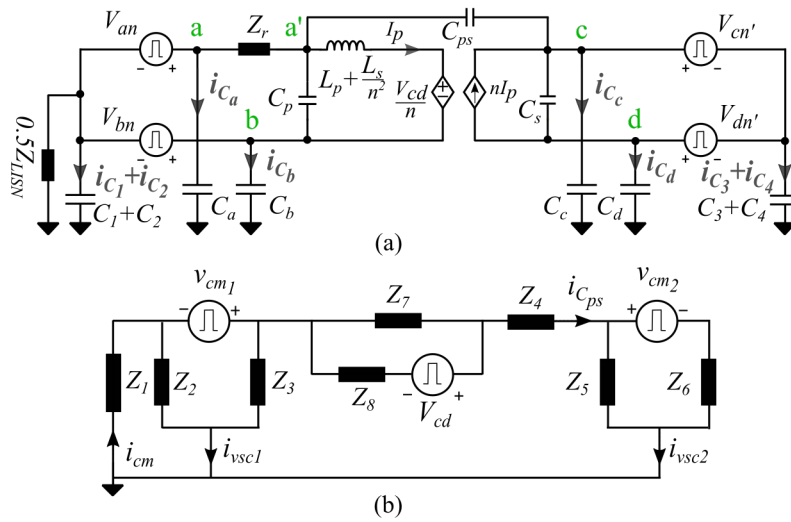 V_an a Z_r a' I_p C_ps c V_cn'
L_p + L_s/n²
i_Ca C_p V_cd/n nI_p C_s i_Cc
V_bn b d V_dn'
0.5Z_LISN i_C1+i_C2 i_Cb i_Cd i_C3+i_C4
C_1+C_2 C_a C_b C_c C_d C_3+C_4
(a)
v_cm1 Z_7 Z_4 i_Cps v_cm2
Z_1 Z_2 Z_3 Z_8 V_cd Z_5 Z_6
i_cm i_vsc1 i_vsc2
(b)